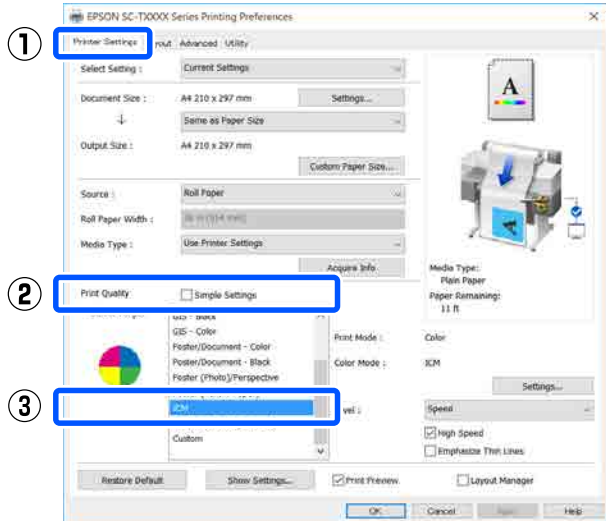 EPSON SC-TXXXX Series Printing Preferences
1
Printer Settings yout Advanced Utility
Select Setting : Current Settings
Document Size : A4 210 x 297 mm Settings...
Same as Paper Size
Output Size : A4 210 x 297 mm
Custom Paper Size...
Source : Roll Paper
Roll Paper Width :
Media Type : Use Printer Settings
Acquire Info
A
Media Type:
Plain Paper
Paper Remaining:
11 ft
2
Print Quality Simple Settings
GIS - Black
GIS - Color
Poster/Document - Color
Poster/Document - Black
Poster (Photo)/Perspective
3
ICM
Custom
Print Mode : Color
Color Mode : ICM
Settings...
vel : Speed
High Speed
Emphasize Thin Lines
Restore Default Show Settings... Print Preview Layout Manager
OK Cancel Apply Help